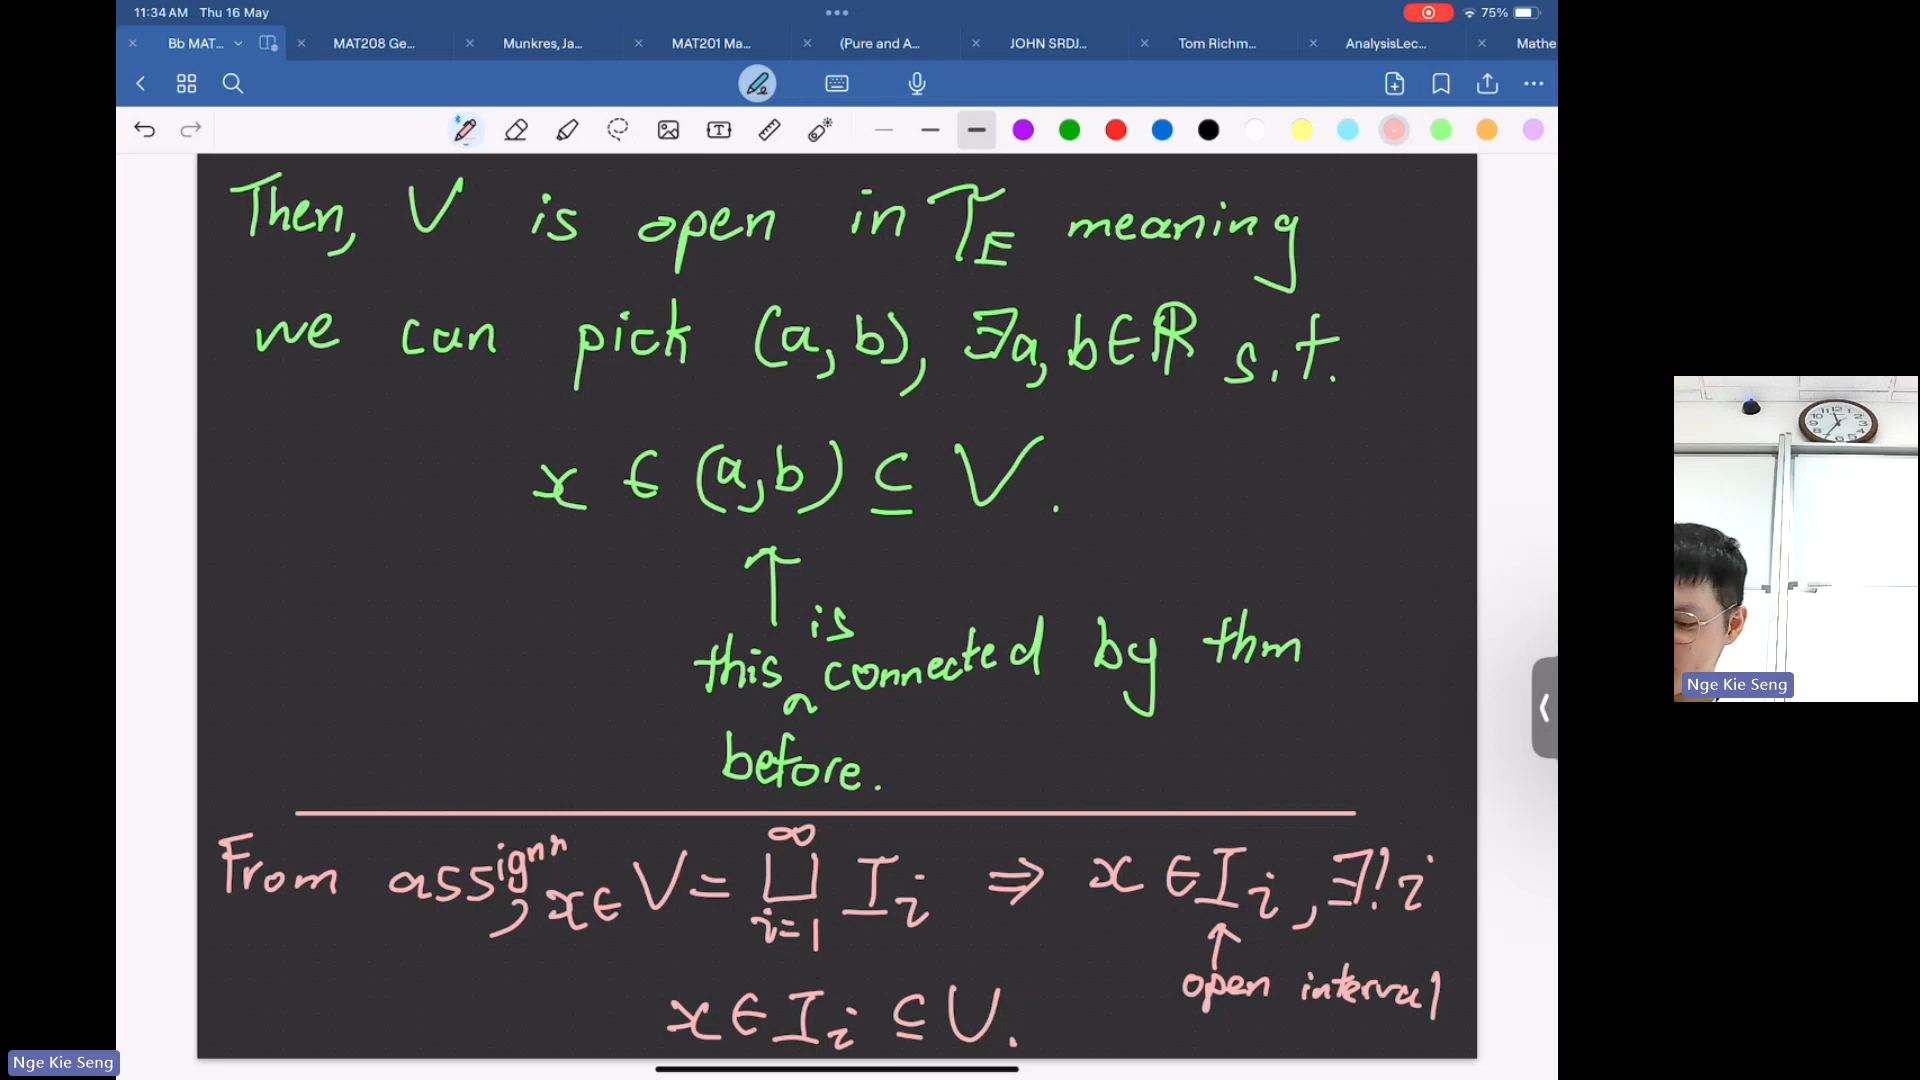 11:34 AM Thu 16 May
75%
Bb MAT...
MAT208 Ge...
Munkres, Ja...
MAT201 Ma...
(Pure and A...
JOHN SRDJ...
Tom Richm...
AnalysisLec...
Mathe
Then, V is open in T_E meaning
we can pick (a,b), ∃a,b∈ℝ s.t.
x ∈ (a,b) ⊆ V.
↑
is
this ^ connected by thm
before.
From assignn, x∈ V = ⊔_{i=1}^{∞} I_i ⇒ x ∈ I_i, ∃! i
↑
open interval
x ∈ I_i ⊆ V.
Nge Kie Seng
Nge Kie Seng